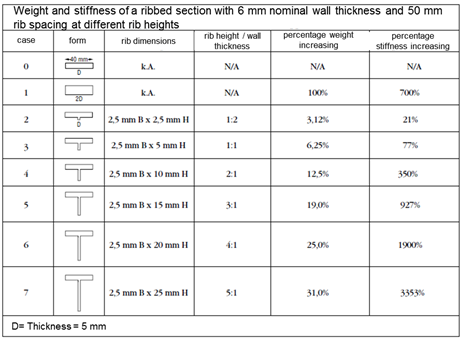 Weight and stiffness of a ribbed section with 6 mm nominal wall thickness and 50 mm
rib spacing at different rib heights
case form rib dimensions rib height / wall thickness percentage weight increasing percentage stiffness increasing
0 40 mm D k.A. N/A N/A N/A
1 2D k.A. N/A 100% 700%
2 D 2,5 mm B x 2,5 mm H 1:2 3,12% 21%
3 2,5 mm B x 5 mm H 1:1 6,25% 77%
4 2,5 mm B x 10 mm H 2:1 12,5% 350%
5 2,5 mm B x 15 mm H 3:1 19,0% 927%
6 2,5 mm B x 20 mm H 4:1 25,0% 1900%
7 2,5 mm B x 25 mm H 5:1 31,0% 3353%
D= Thickness = 5 mm